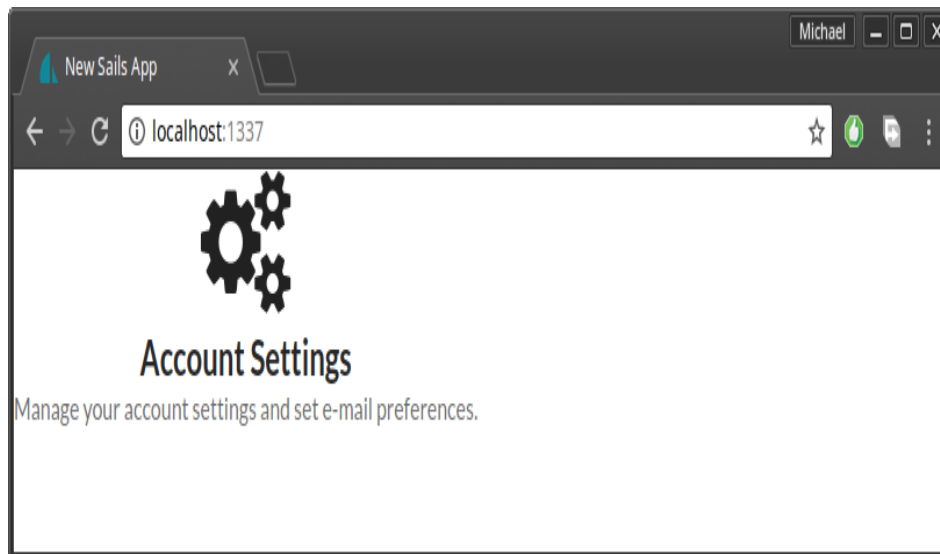 Michael
New Sails App
localhost:1337
Account Settings
Manage your account settings and set e-mail preferences.